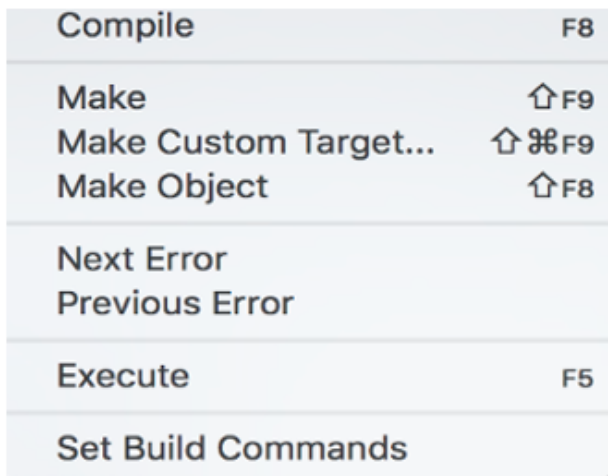 Compile F8
Make ⇧F9
Make Custom Target... ⇧⌘F9
Make Object ⇧F8
Next Error
Previous Error
Execute F5
Set Build Commands